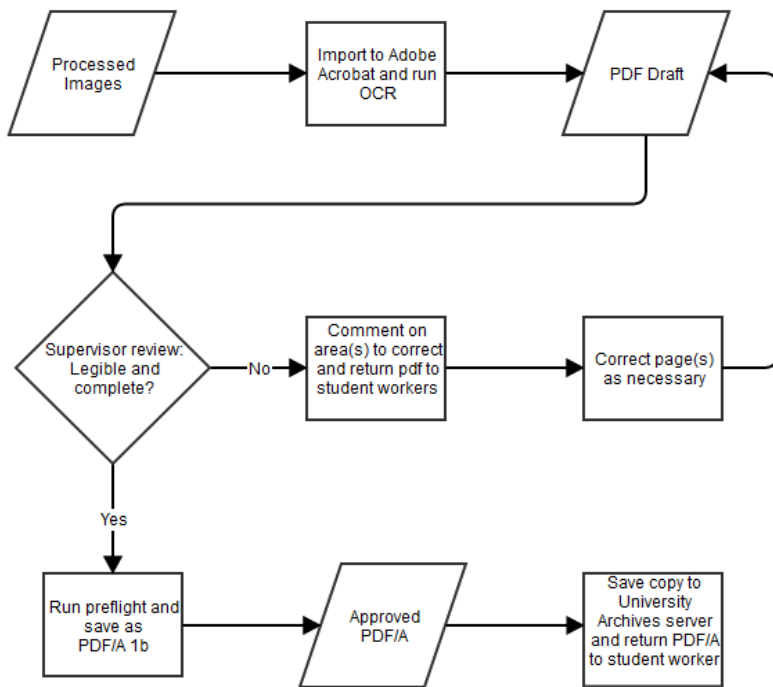 Processed
Images
Import to Adobe
Acrobat and run
OCR
PDF Draft
Supervisor review:
Legible and
complete?
No
Comment on
area(s) to correct
and return pdf to
student workers
Correct page(s)
as necessary
Yes
Run preflight and
save as
PDF/A 1b
Approved
PDF/A
Save copy to
University
Archives server
and return PDF/A
to student worker